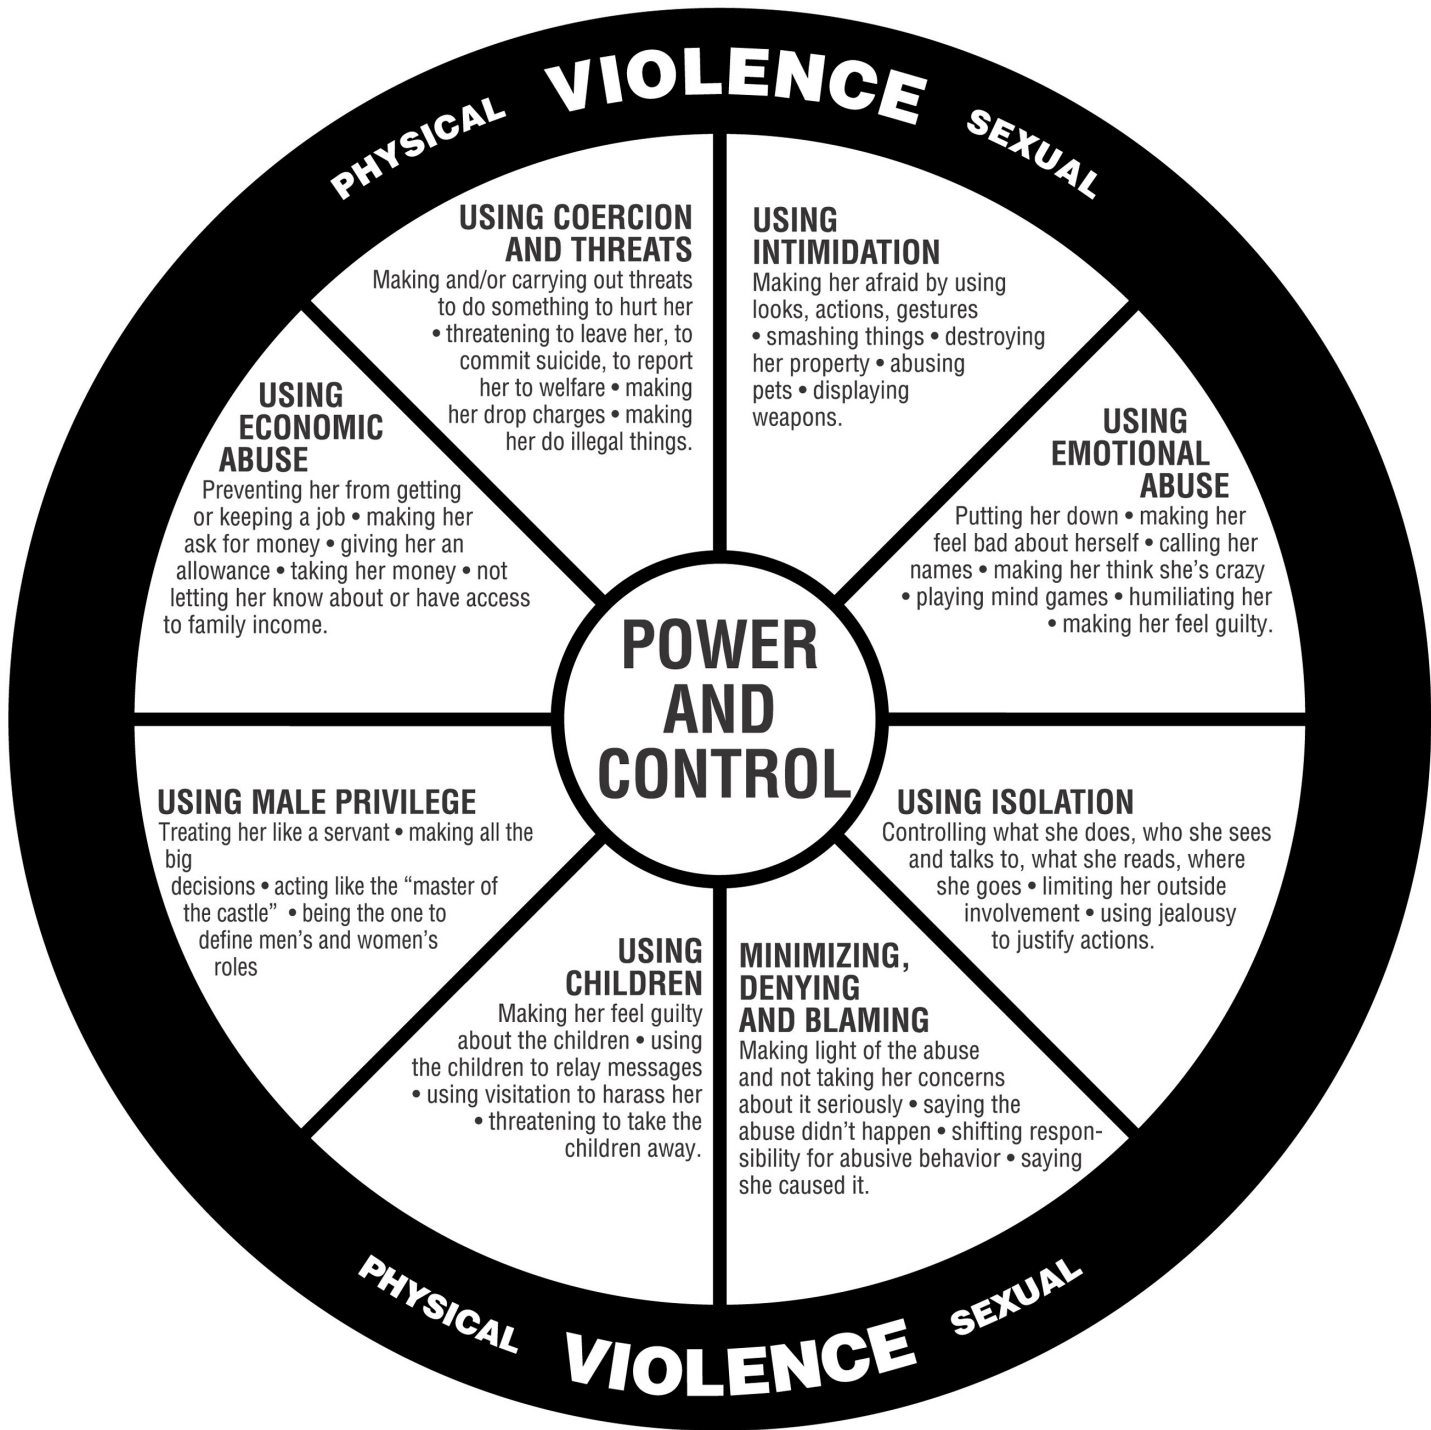 PHYSICAL VIOLENCE SEXUAL
USING COERCION
AND THREATS
Making and/or carrying out threats
to do something to hurt her
• threatening to leave her, to
commit suicide, to report
her to welfare • making
her drop charges • making
her do illegal things.
USING
INTIMIDATION
Making her afraid by using
looks, actions, gestures
• smashing things • destroying
her property • abusing
pets • displaying
weapons.
USING
ECONOMIC
ABUSE
Preventing her from getting
or keeping a job • making her
ask for money • giving her an
allowance • taking her money • not
letting her know about or have access
to family income.
USING
EMOTIONAL
ABUSE
Putting her down • making her
feel bad about herself • calling her
names • making her think she’s crazy
• playing mind games • humiliating her
• making her feel guilty.
POWER
AND
CONTROL
USING MALE PRIVILEGE
Treating her like a servant • making all the
big
decisions • acting like the “master of
the castle” • being the one to
define men’s and women’s
roles
USING ISOLATION
Controlling what she does, who she sees
and talks to, what she reads, where
she goes • limiting her outside
involvement • using jealousy
to justify actions.
USING
CHILDREN
Making her feel guilty
about the children • using
the children to relay messages
• using visitation to harass her
• threatening to take the
children away.
MINIMIZING,
DENYING
AND BLAMING
Making light of the abuse
and not taking her concerns
about it seriously • saying the
abuse didn’t happen • shifting respon-
sibility for abusive behavior • saying
she caused it.
PHYSICAL VIOLENCE SEXUAL